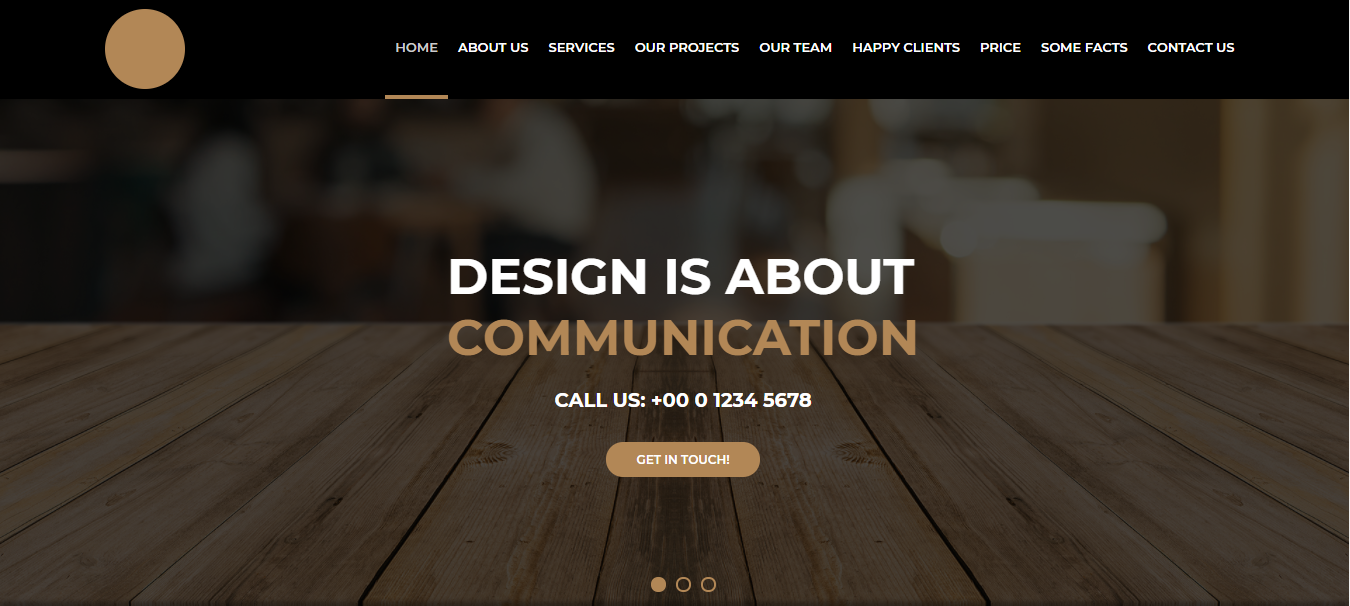 HOME ABOUT US SERVICES OUR PROJECTS OUR TEAM HAPPY CLIENTS PRICE SOME FACTS CONTACT US
DESIGN IS ABOUT
COMMUNICATION
CALL US: +00 0 1234 5678
GET IN TOUCH!